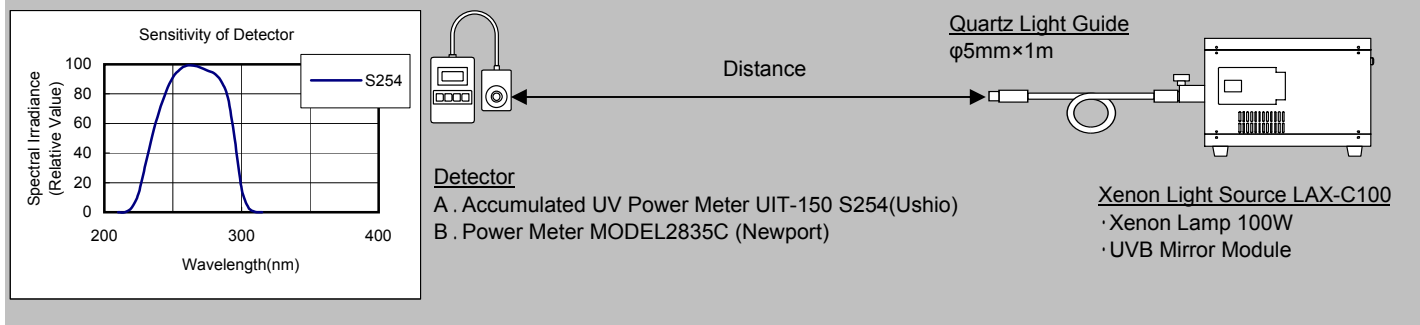 Sensitivity of Detector
S254
100
80
60
40
20
0
200
300
400
Spectral Irradiance
(Relative Value)
Wavelength(nm)
Distance
Detector
A . Accumulated UV Power Meter UIT-150 S254(Ushio)
B . Power Meter MODEL2835C (Newport)
Quartz Light Guide
φ5mm×1m
Xenon Light Source LAX-C100
·Xenon Lamp 100W
·UVB Mirror Module